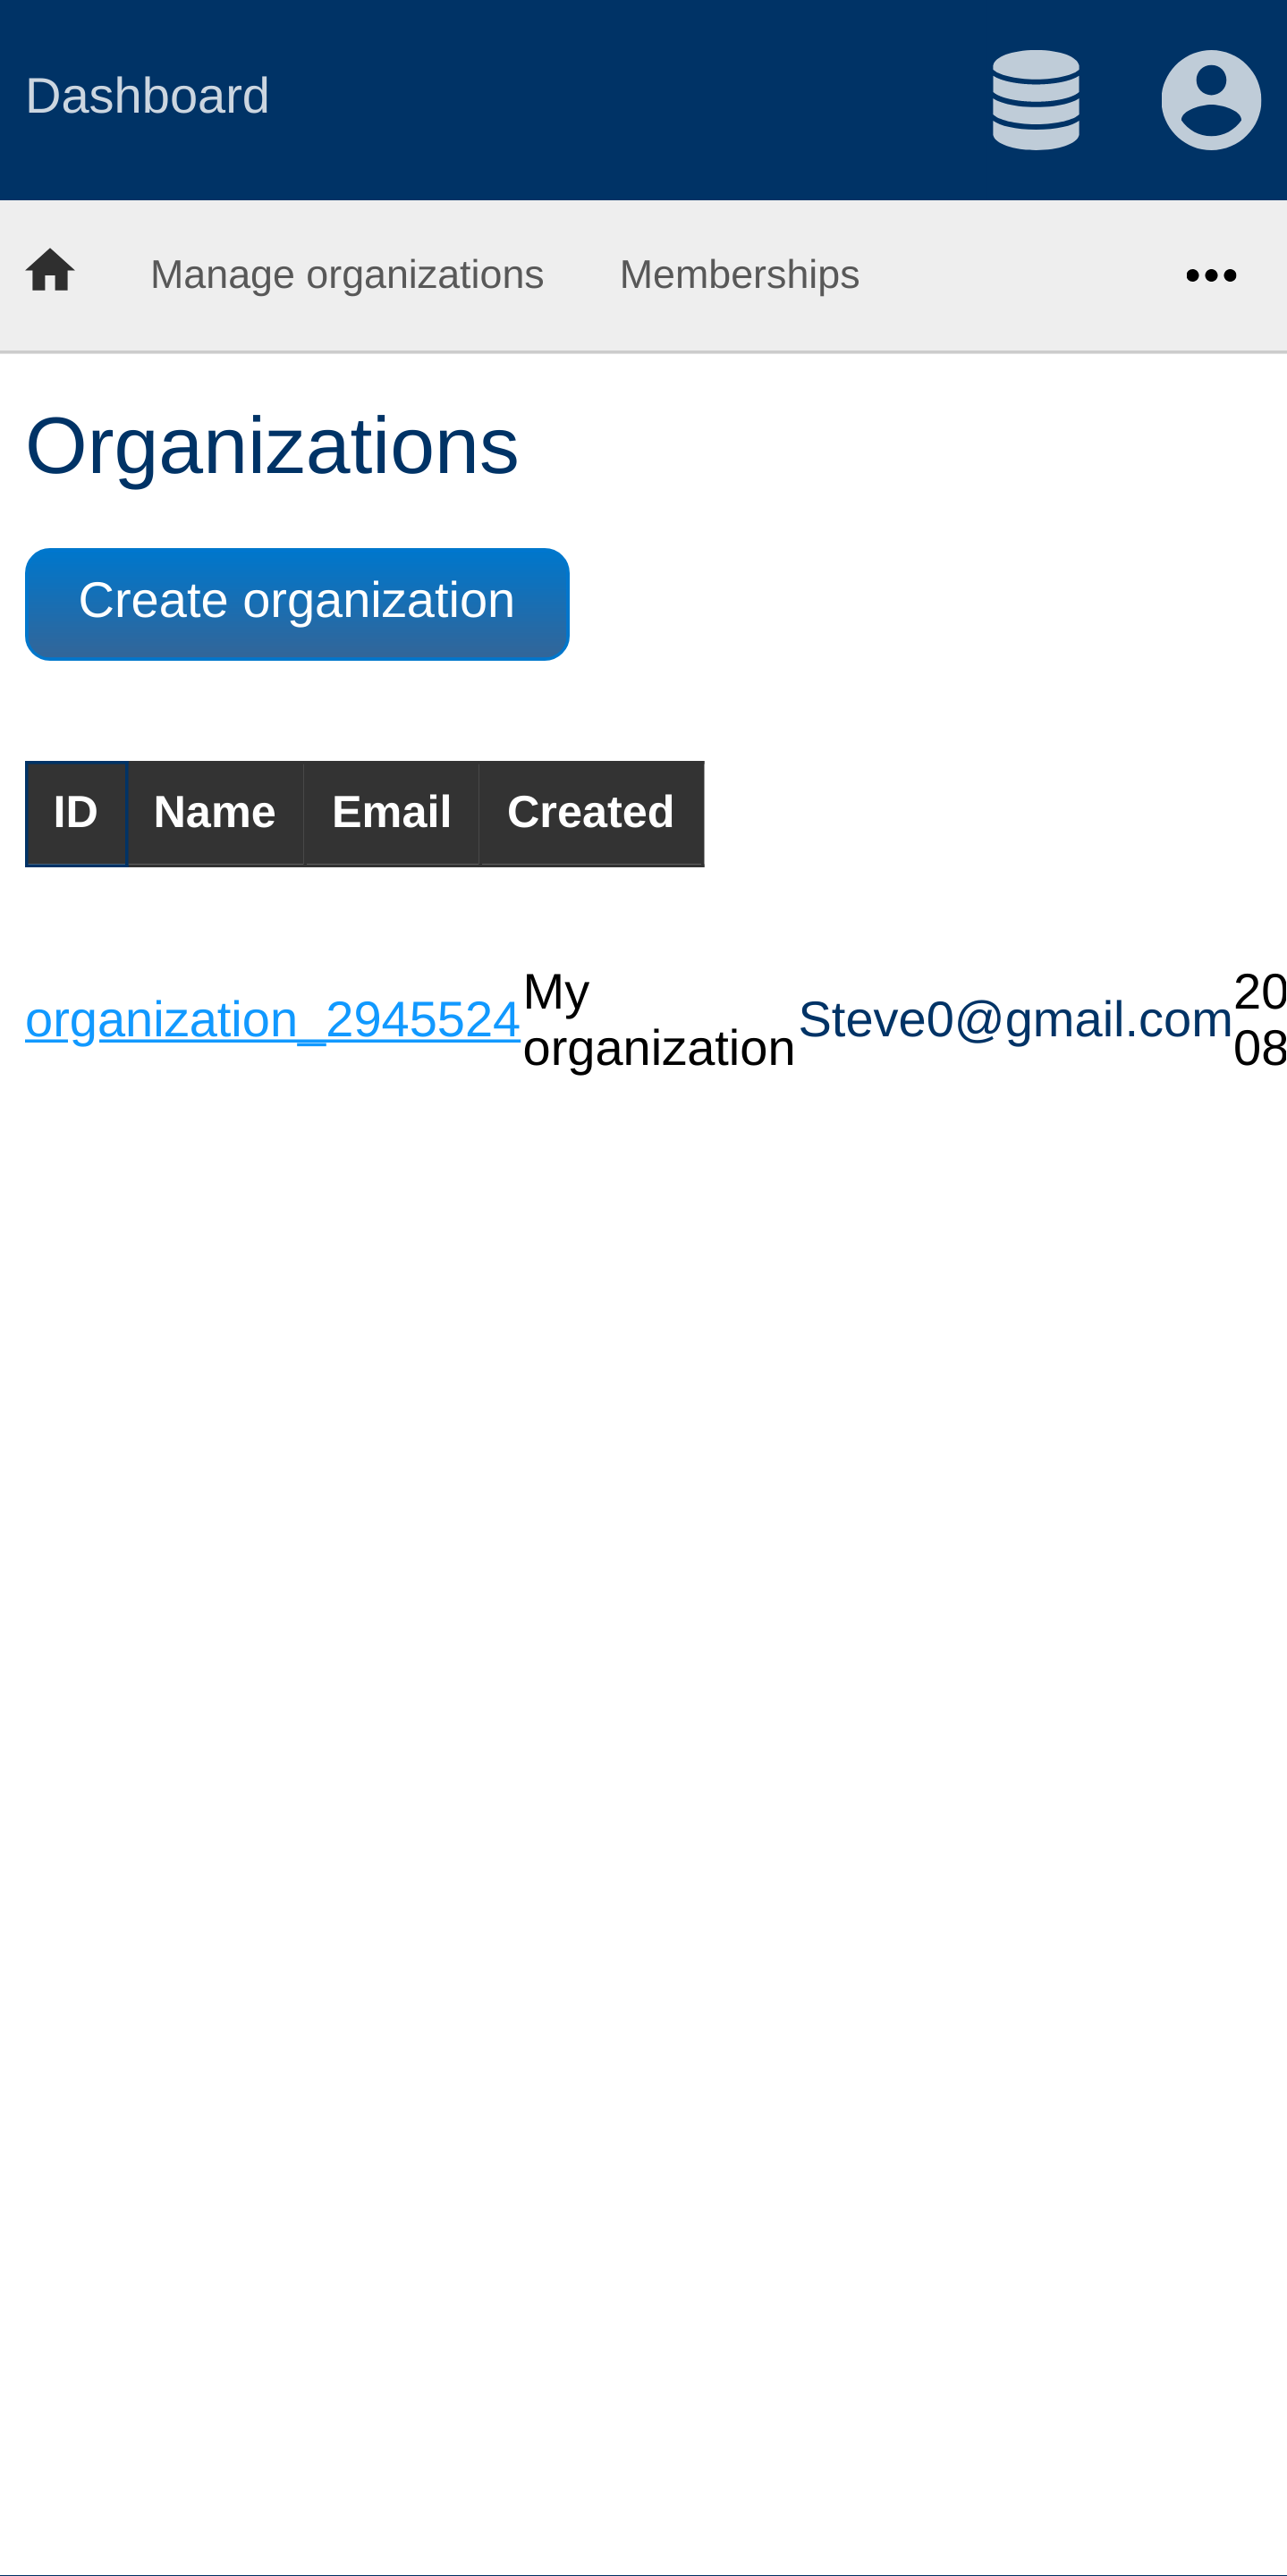 Dashboard
Manage organizations Memberships
Organizations
Create organization
ID Name Email Created
organization_2945524 My organization Steve0@gmail.com 20 08